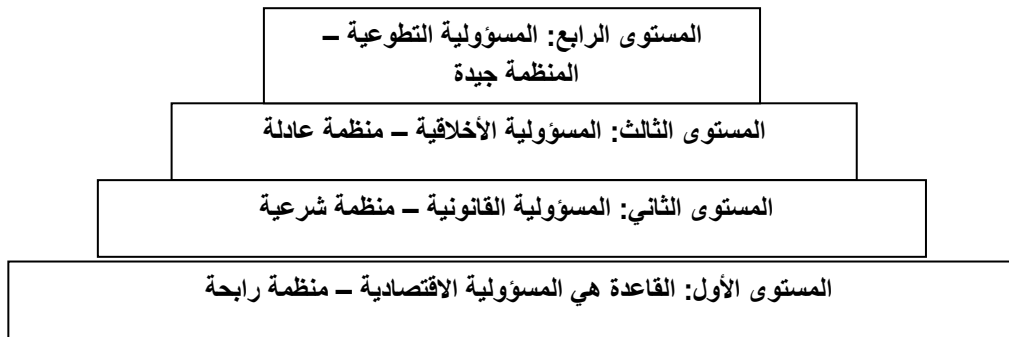 المستوى الرابع: المسؤولية التطوعية –
المنظمة جيدة
المستوى الثالث: المسؤولية الأخلاقية – منظمة عادلة
المستوى الثاني: المسؤولية القانونية – منظمة شرعية
المستوى الأول: القاعدة هي المسؤولية الاقتصادية – منظمة رابحة